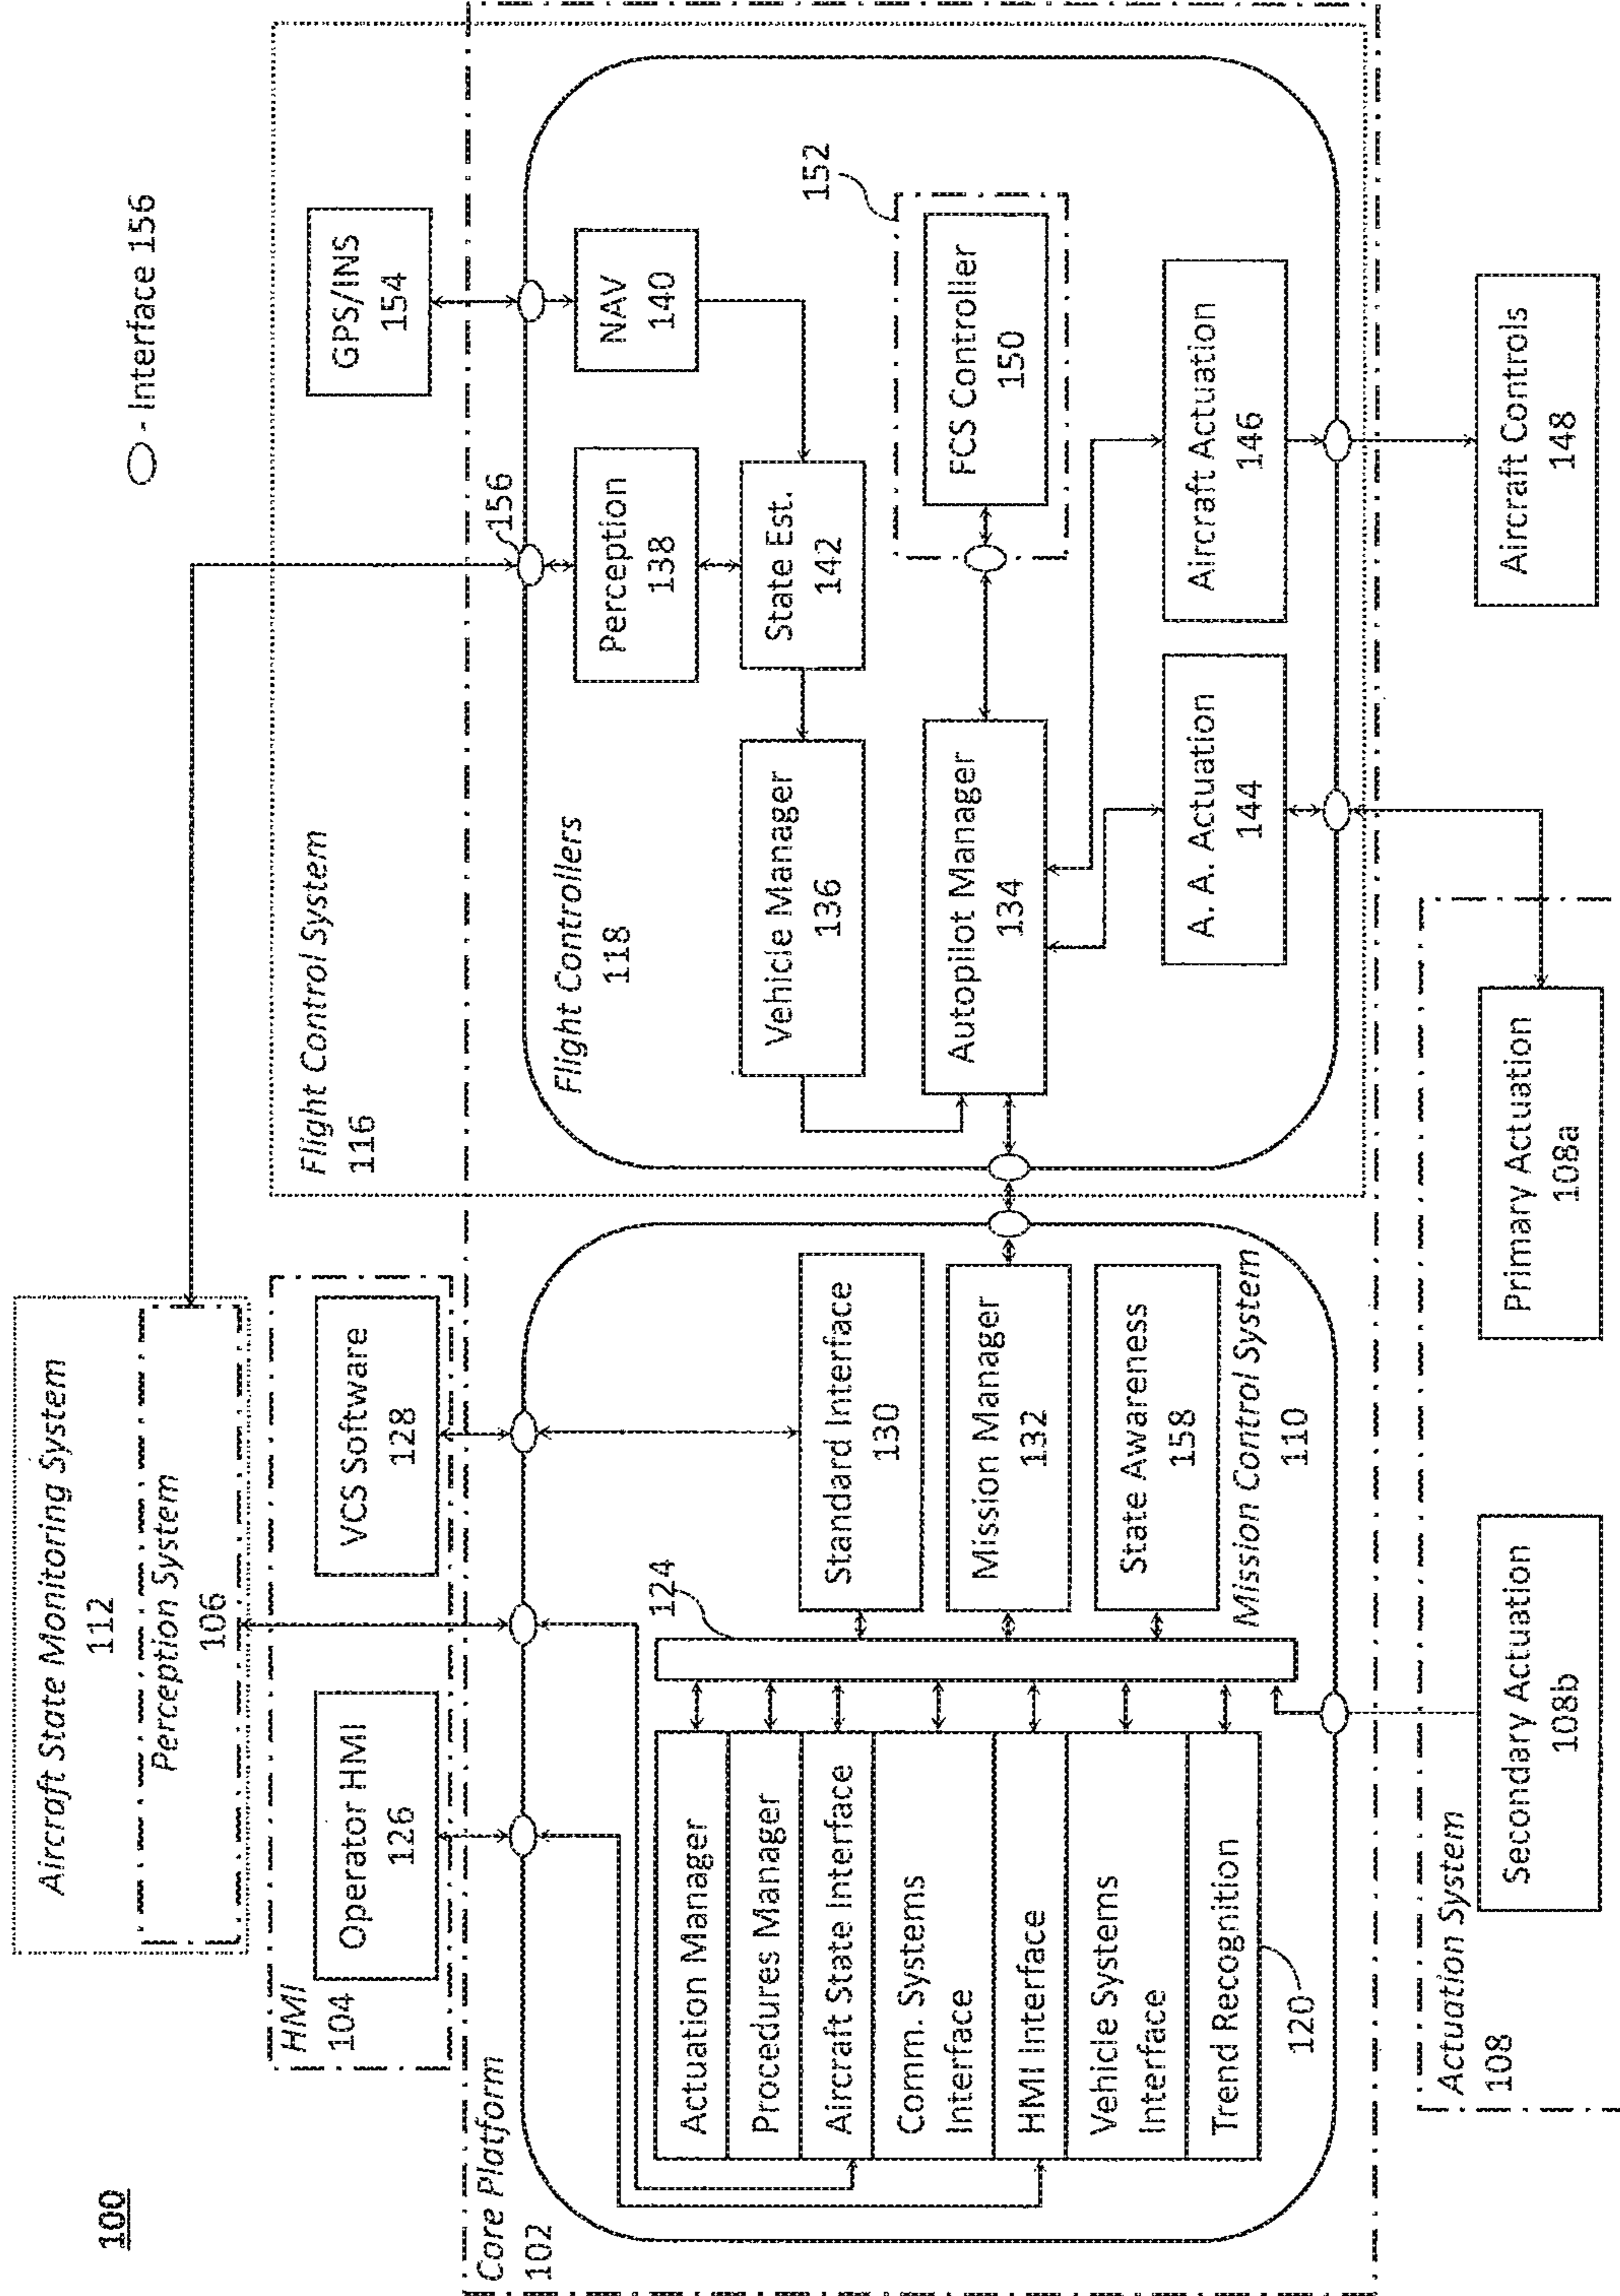 100
Aircraft State Monitoring System
112
Perception System
106
- Interface 156
HMI
104
Operator HMI
126
VCS Software
128
Flight Control System
116
GPS/INS
154
Core Platform
102
156
Flight Controllers
118
Perception
138
NAV
140
Actuation Manager
Procedures Manager
Aircraft State Interface
Comm. Systems
Interface
HMI Interface
Vehicle Systems
Interface
Trend Recognition
120
124
Standard Interface
130
Mission Manager
132
State Awareness
158
Mission Control System
110
Vehicle Manager
136
State Est.
142
152
Autopilot Manager
134
FCS Controller
150
A. A. Actuation
144
Aircraft Actuation
146
Actuation System
108
Secondary Actuation
108b
Primary Actuation
108a
Aircraft Controls
148